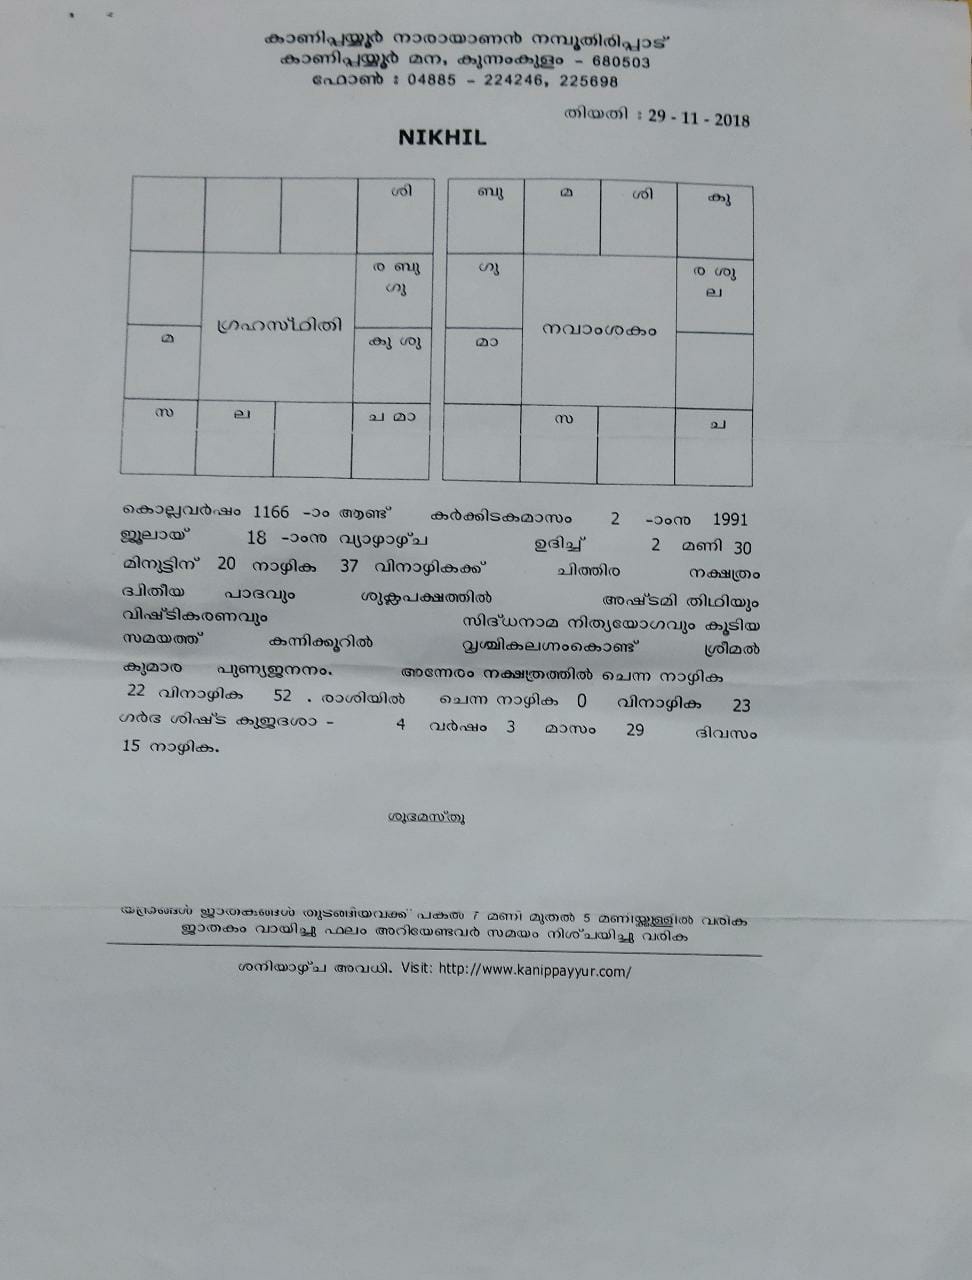 കാണിപ്പയ്യൂർ നാരായണൻ നമ്പൂതിരിപ്പാട്
കാണിപ്പയ്യൂർ മന, കുന്നംകുളം - 680503
ഫോൺ : 04885 - 224246, 225698
തിയതി : 29 - 11 - 2018
NIKHIL
ശി
ര ബു
ഗു
മ
കു ശു
സ
ല
ച മാ
ഗ്രഹസ്ഥിതി
ബു
മ
ശി
കു
ഗു
ര ശു
ല
മാ
സ
ച
നവാംശകം
കൊല്ലവർഷം 1166 -ാം ആണ്ട് കർക്കിടകമാസം 2 -ാംന 1991
ജൂലായ് 18 -ാംന വ്യാഴാഴ്ച ഉദിച്ച് 2 മണി 30
മിനുട്ടിന് 20 നാഴിക 37 വിനാഴികക്ക് ചിത്തിര നക്ഷത്രം
ദ്വിതീയ പാദവും ശുക്ലപക്ഷത്തിൽ അഷ്ടമി തിഥിയും
വിഷ്ടികരണവും സിദ്ധനാമ നിത്യയോഗവും കൂടിയ
സമയത്ത് കന്നിക്കൂറിൽ വൃശ്ചികലഗ്നംകൊണ്ട് ശ്രീമൽ
കുമാര പുണ്യജനനം. അന്നേരം നക്ഷത്രത്തിൽ ചെന്ന നാഴിക
22 വിനാഴിക 52 . രാശിയിൽ ചെന്ന നാഴിക 0 വിനാഴിക 23
ഗർഭ ശിഷ്ട കുജദശാ - 4 വർഷം 3 മാസം 29 ദിവസം
15 നാഴിക.
ശുഭമസ്തു
ജാതകങ്ങൾ തുടങ്ങിയവക്ക് പകൽ 7 മണി മുതൽ 5 മണിയ്ക്കുള്ളിൽ വരിക
ജാതകം വായിച്ചു ഫലം അറിയേണ്ടവർ സമയം നിശ്ചയിച്ചു വരിക
ശനിയാഴ്ച അവധി. Visit: http://www.kanippayyur.com/